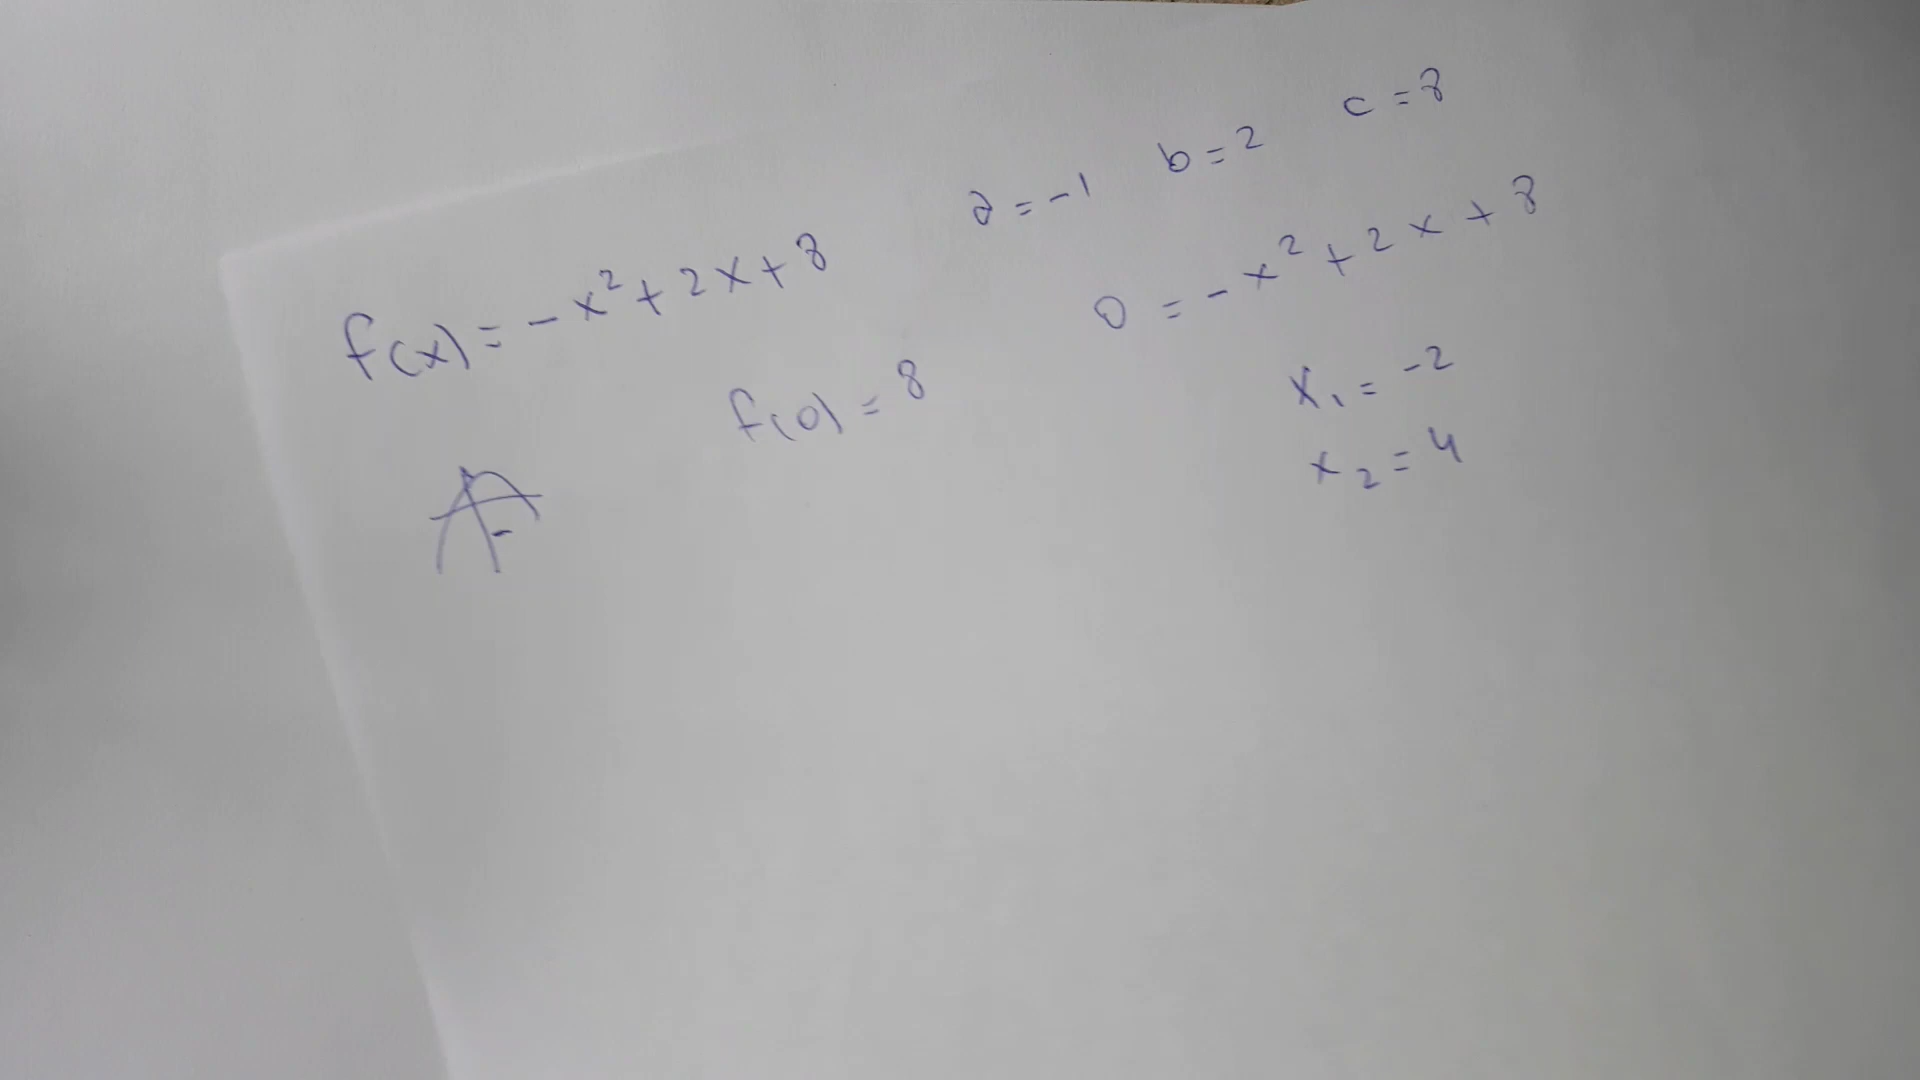 a = -1 b = 2 c = 8
f(x) = -x² + 2x + 8
0 = -x² + 2x + 8
f(0) = 8
x₁ = -2
x₂ = 4